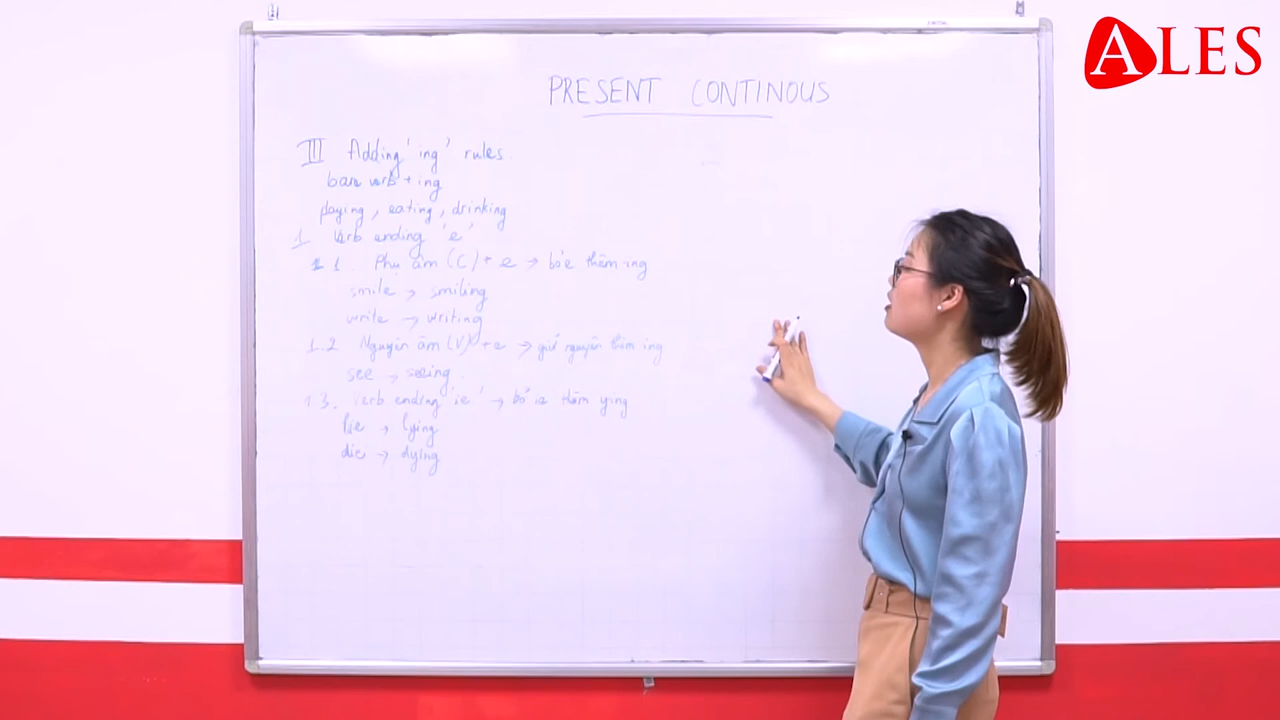 ALES
PRESENT CONTINOUS
III Adding 'ing' rules.
bare verb + ing
playing, eating, drinking
1 Verb ending 'e'
1.1. Phụ âm (C) + e → bỏ e thêm ing
smile → smiling
write → writing
1.2 Nguyên âm (V) + e → giữ nguyên thêm ing
see → seeing.
1.3. verb ending 'ie' → bỏ ie thêm ying
lie → lying
die → dying